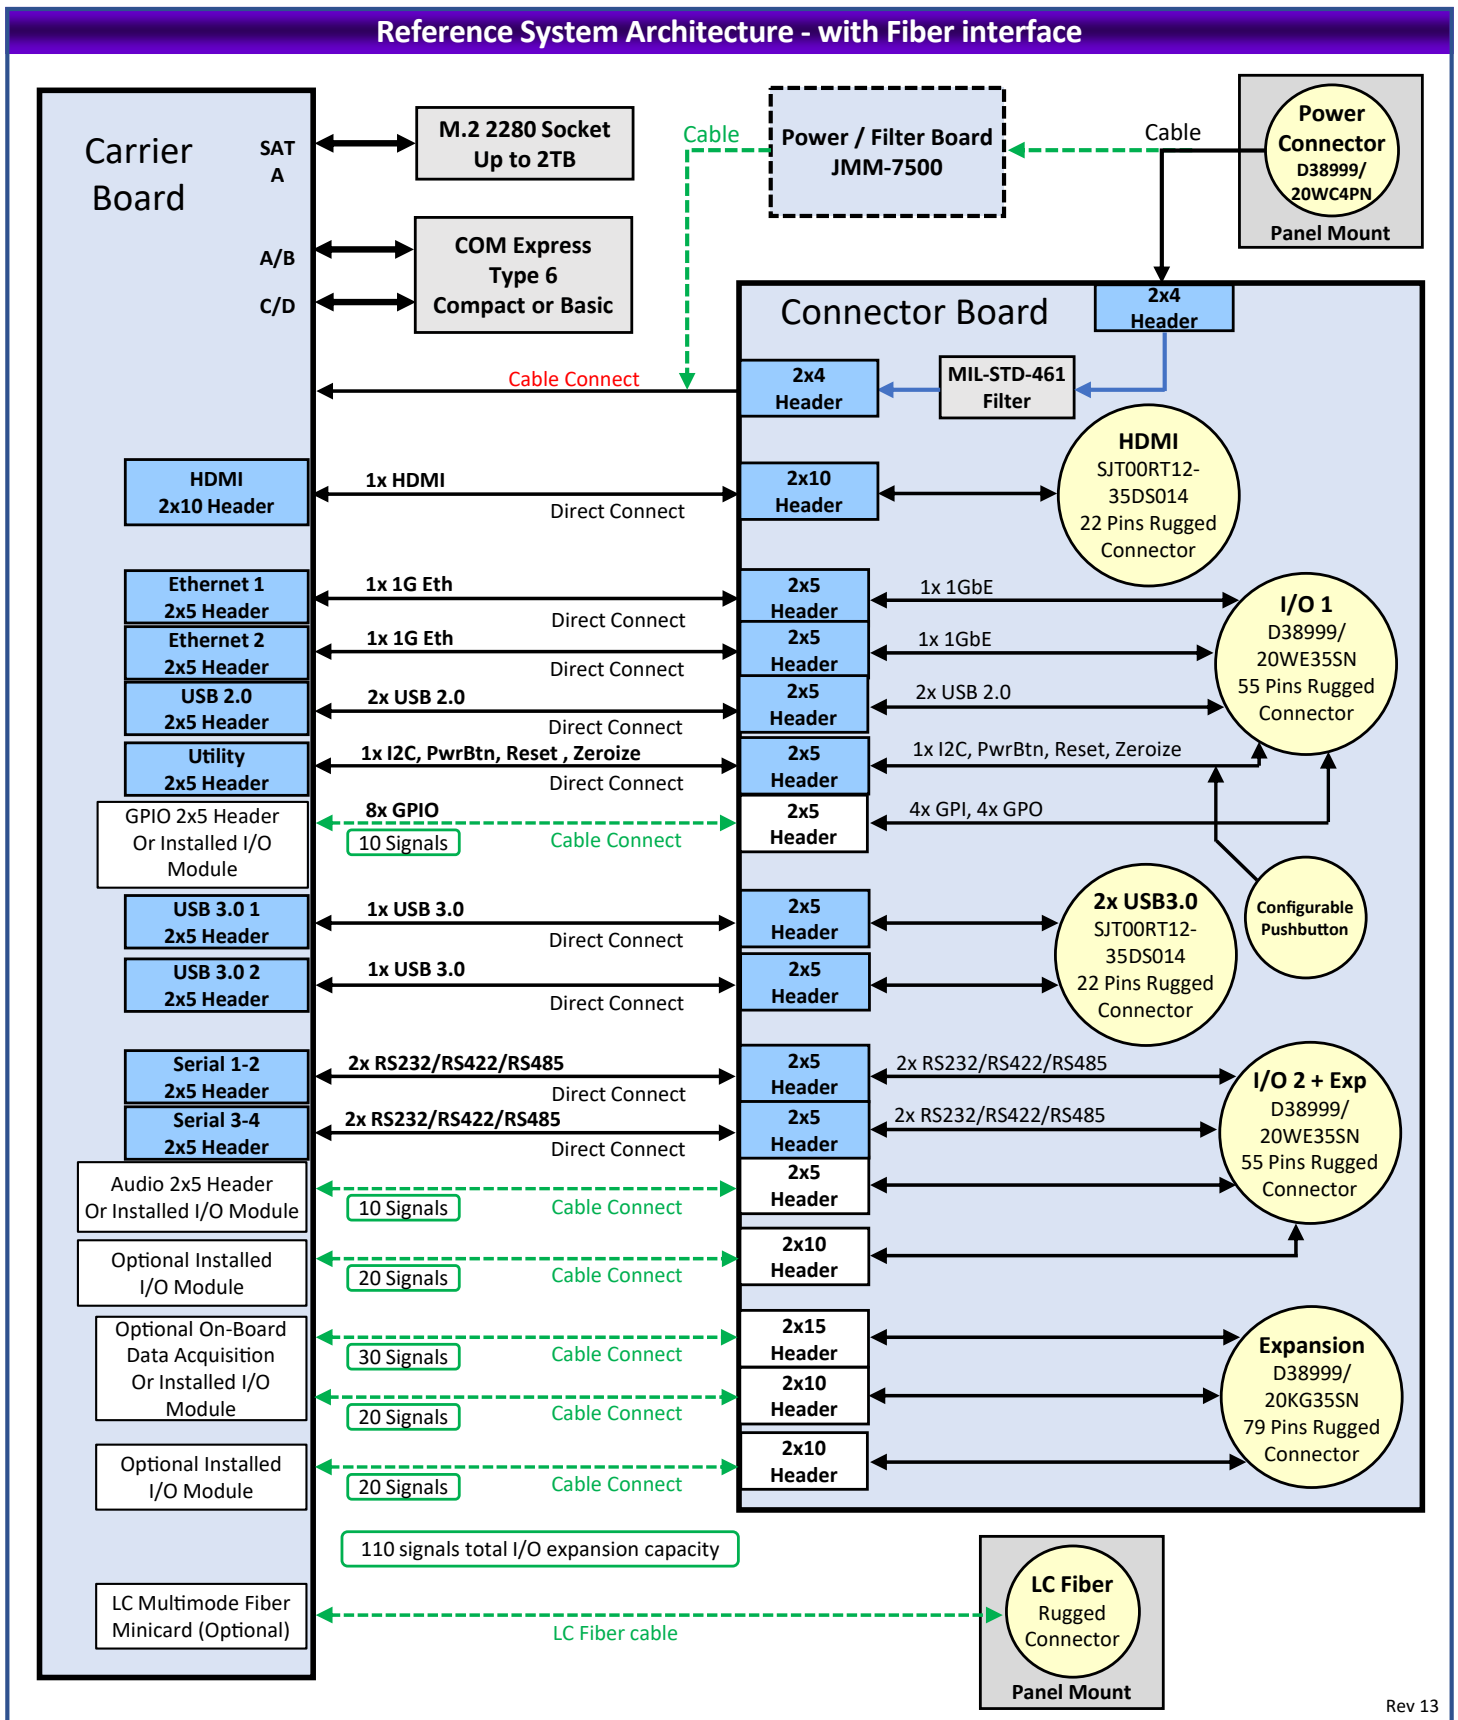 Reference System Architecture - with Fiber interface
Carrier
Board
SAT
A
M.2 2280 Socket
Up to 2TB
Cable
Power / Filter Board
JMM-7500
Cable
Power
Connector
D38999/
20WC4PN
Panel Mount
A/B
C/D
COM Express
Type 6
Compact or Basic
Connector Board
2x4
Header
Cable Connect
2x4
Header
MIL-STD-461
Filter
HDMI
2x10 Header
1x HDMI
Direct Connect
2x10
Header
HDMI
SJT00RT12-
35DS014
22 Pins Rugged
Connector
Ethernet 1
2x5 Header
1x 1G Eth
Direct Connect
2x5
Header
1x 1GbE
Ethernet 2
2x5 Header
1x 1G Eth
Direct Connect
2x5
Header
1x 1GbE
I/O 1
D38999/
20WE35SN
55 Pins Rugged
Connector
USB 2.0
2x5 Header
2x USB 2.0
Direct Connect
2x5
Header
2x USB 2.0
Utility
2x5 Header
1x I2C, PwrBtn, Reset , Zeroize
Direct Connect
2x5
Header
1x I2C, PwrBtn, Reset, Zeroize
GPIO 2x5 Header
Or Installed I/O
Module
8x GPIO
10 Signals
Cable Connect
2x5
Header
4x GPI, 4x GPO
Configurable
Pushbutton
USB 3.0 1
2x5 Header
1x USB 3.0
Direct Connect
2x5
Header
2x USB3.0
SJT00RT12-
35DS014
22 Pins Rugged
Connector
USB 3.0 2
2x5 Header
1x USB 3.0
Direct Connect
2x5
Header
Serial 1-2
2x5 Header
2x RS232/RS422/RS485
Direct Connect
2x5
Header
2x RS232/RS422/RS485
Serial 3-4
2x5 Header
2x RS232/RS422/RS485
Direct Connect
2x5
Header
2x RS232/RS422/RS485
I/O 2 + Exp
D38999/
20WE35SN
55 Pins Rugged
Connector
Audio 2x5 Header
Or Installed I/O Module
10 Signals
Cable Connect
2x5
Header
Optional Installed
I/O Module
20 Signals
Cable Connect
2x10
Header
Optional On-Board
Data Acquisition
Or Installed I/O
Module
30 Signals
Cable Connect
2x15
Header
20 Signals
Cable Connect
2x10
Header
Expansion
D38999/
20KG35SN
79 Pins Rugged
Connector
Optional Installed
I/O Module
20 Signals
Cable Connect
2x10
Header
110 signals total I/O expansion capacity
LC Multimode Fiber
Minicard (Optional)
LC Fiber cable
LC Fiber
Rugged
Connector
Panel Mount
Rev 13